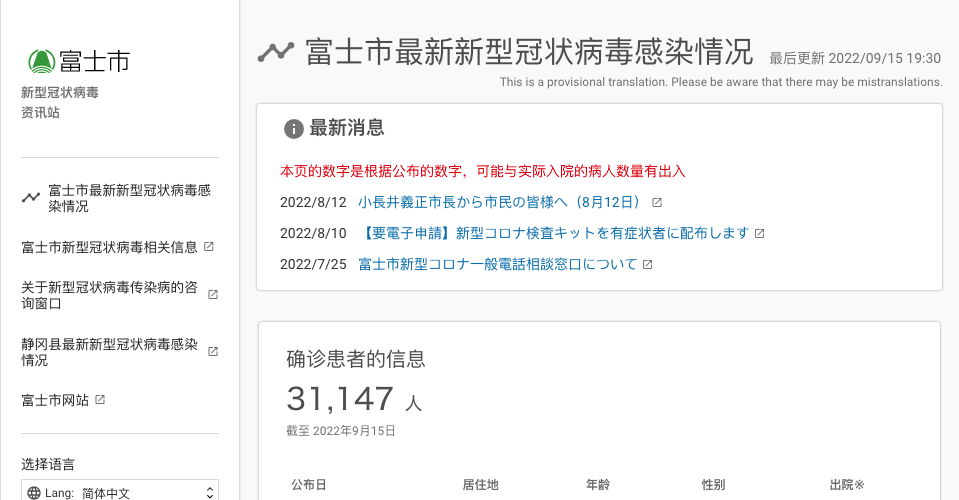 富士市
新型冠状病毒
资讯站
富士市最新新型冠状病毒感
染情况
富士市新型冠状病毒相关信息
关于新型冠状病毒传染病的咨
询窗口
静冈县最新新型冠状病毒感染
情况
富士市网站
选择语言
Lang: 简体中文
富士市最新新型冠状病毒感染情况 最后更新 2022/09/15 19:30
This is a provisional translation. Please be aware that there may be mistranslations.
最新消息
本页的数字是根据公布的数字，可能与实际入院的病人数量有出入
2022/8/12 小長井義正市長から市民の皆様へ（8月12日）
2022/8/10 【要電子申請】新型コロナ検査キットを有症状者に配布します
2022/7/25 富士市新型コロナ一般電話相談窓口について
确诊患者的信息
31,147 人
截至 2022年9月15日
公布日 居住地 年龄 性别 出院※